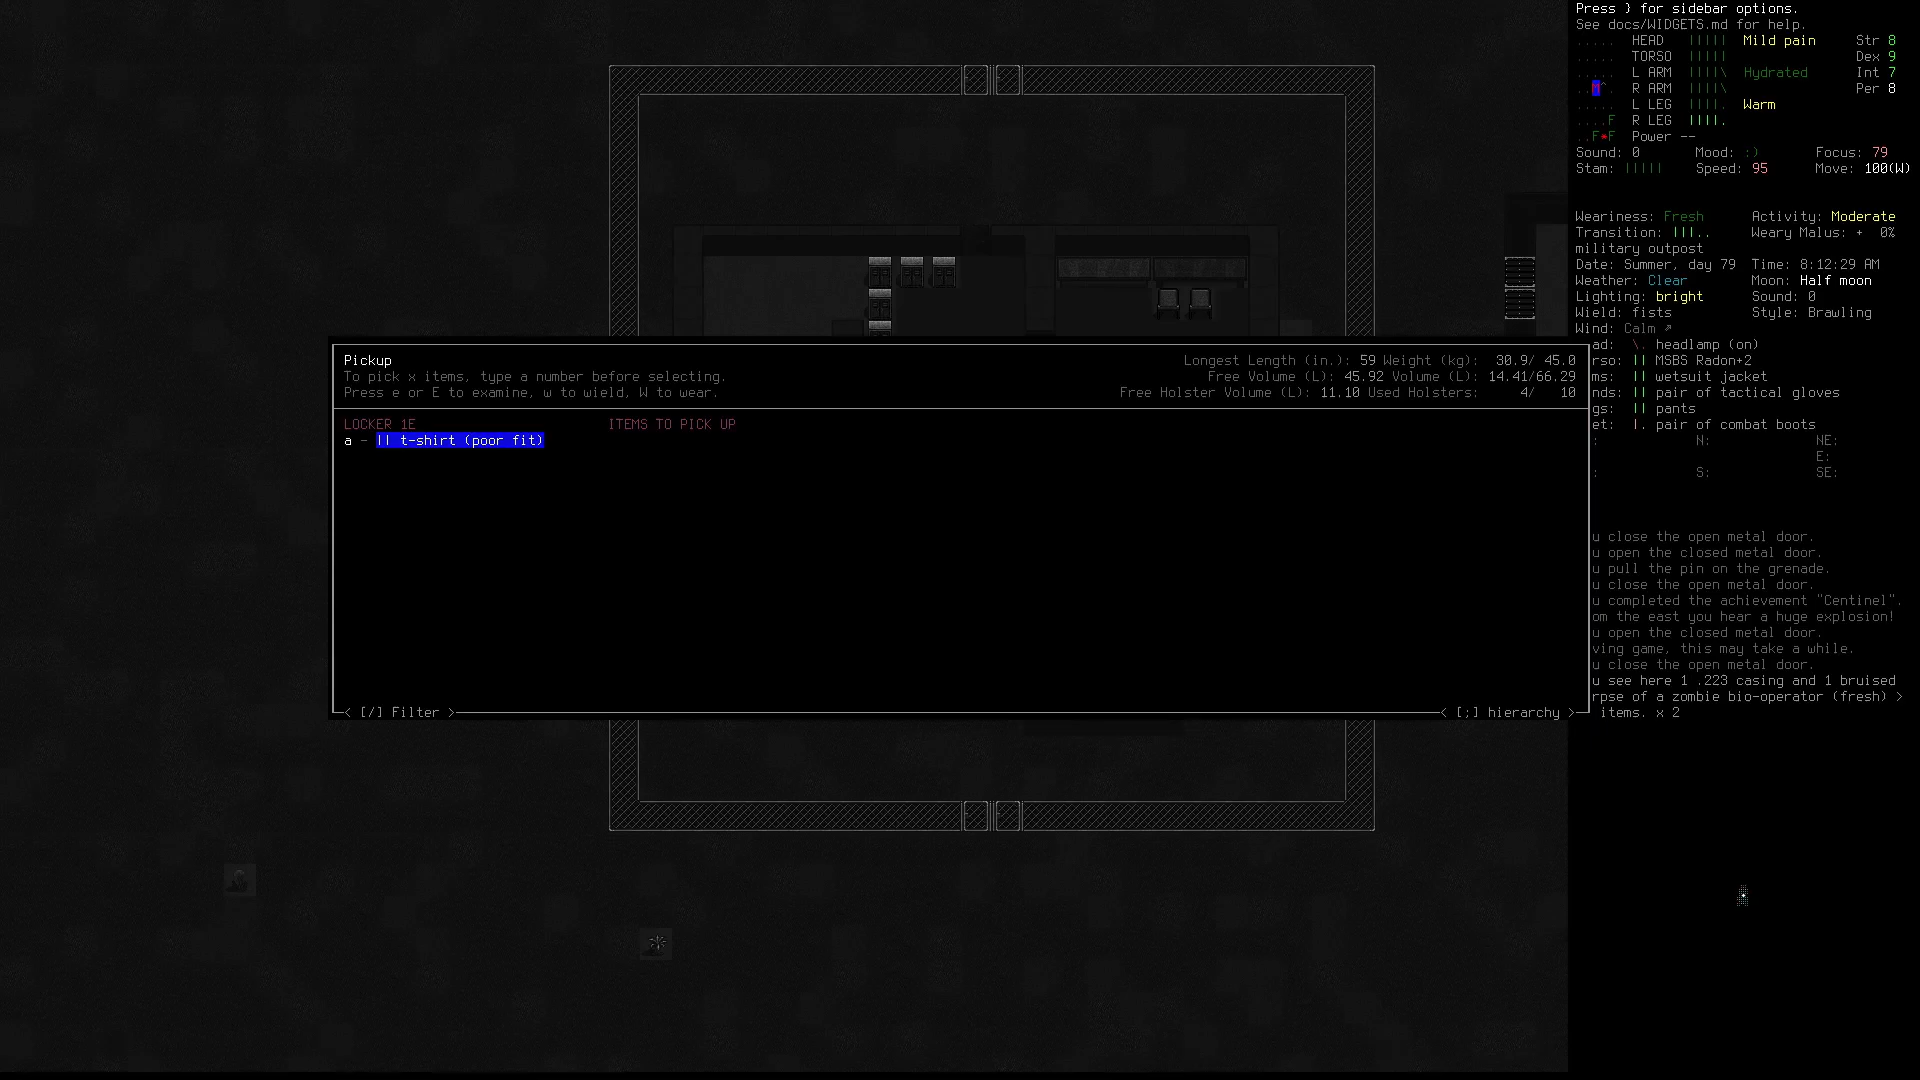 Press } for sidebar options.
See docs/WIDGETS.md for help.
..... HEAD ||||| Mild pain Str 8
..... TORSO ||||| Dex 9
..... L ARM ||||\ Hydrated Int 7
R ARM ||||\ Per 8
..... L LEG ||||. Warm
....F R LEG ||||.
..F*F Power --
Sound: 0 Mood: :) Focus: 79
Stam: ||||| Speed: 95 Move: 100(W)
Weariness: Fresh Activity: Moderate
Transition: |||.. Weary Malus: + 0%
military outpost
Date: Summer, day 79 Time: 8:12:29 AM
Weather: Clear Moon: Half moon
Lighting: bright Sound: 0
Wield: fists Style: Brawling
Wind: Calm ↗
ad: \. headlamp (on)
rso: || MSBS Radon+2
ms: || wetsuit jacket
nds: || pair of tactical gloves
gs: || pants
et: |. pair of combat boots
: N: NE:
E:
: S: SE:
u close the open metal door.
u open the closed metal door.
u pull the pin on the grenade.
u close the open metal door.
u completed the achievement "Centinel".
om the east you hear a huge explosion!
u open the closed metal door.
ving game, this may take a while.
u close the open metal door.
u see here 1 .223 casing and 1 bruised
rpse of a zombie bio-operator (fresh) >
items. x 2
Pickup
To pick x items, type a number before selecting.
Press e or E to examine, w to wield, W to wear.
Longest Length (in.): 59 Weight (kg): 30.9/ 45.0
Free Volume (L): 45.92 Volume (L): 14.41/66.29
Free Holster Volume (L): 11.10 Used Holsters: 4/ 10
LOCKER 1E ITEMS TO PICK UP
a - || t-shirt (poor fit)
< [/] Filter >
< [;] hierarchy >